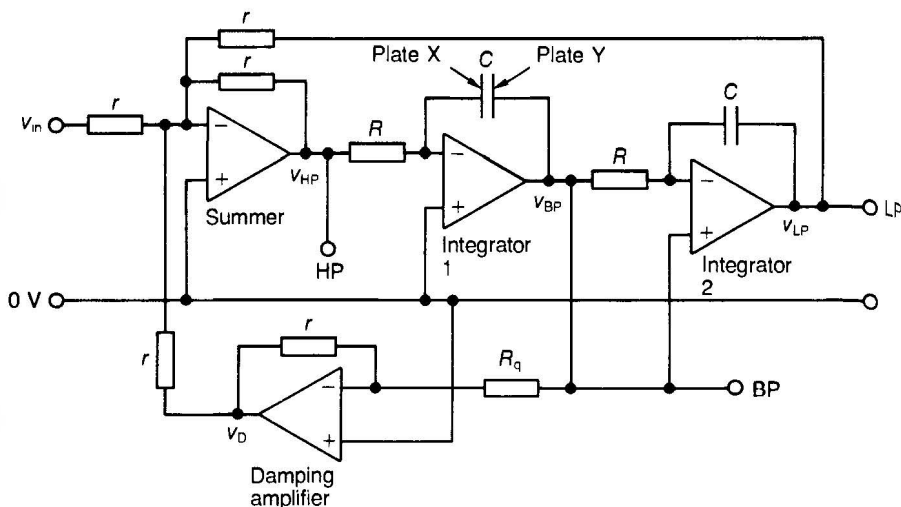 r
Plate X
C
Plate Y
r
r
C
v_in
R
R
v_HP
v_BP
Summer
v_LP
LP
HP
Integrator
1
Integrator
2
0 V
r
r
R_q
BP
v_D
Damping
amplifier